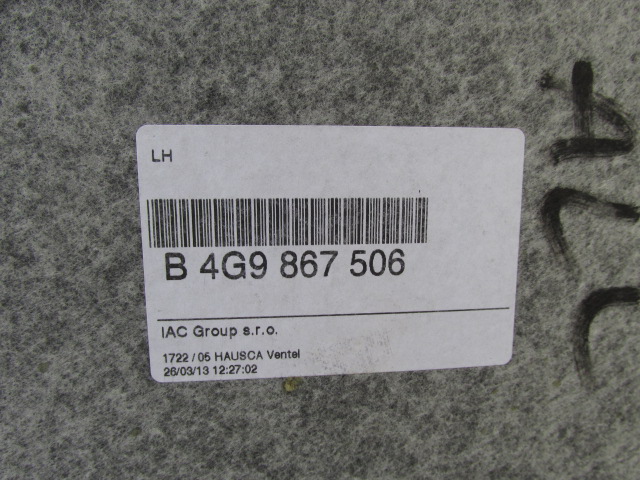 LH
B 4G9 867 506
IAC Group s.r.o.
1722 / 05 HAUSCA Ventel
26/03/13 12:27:02